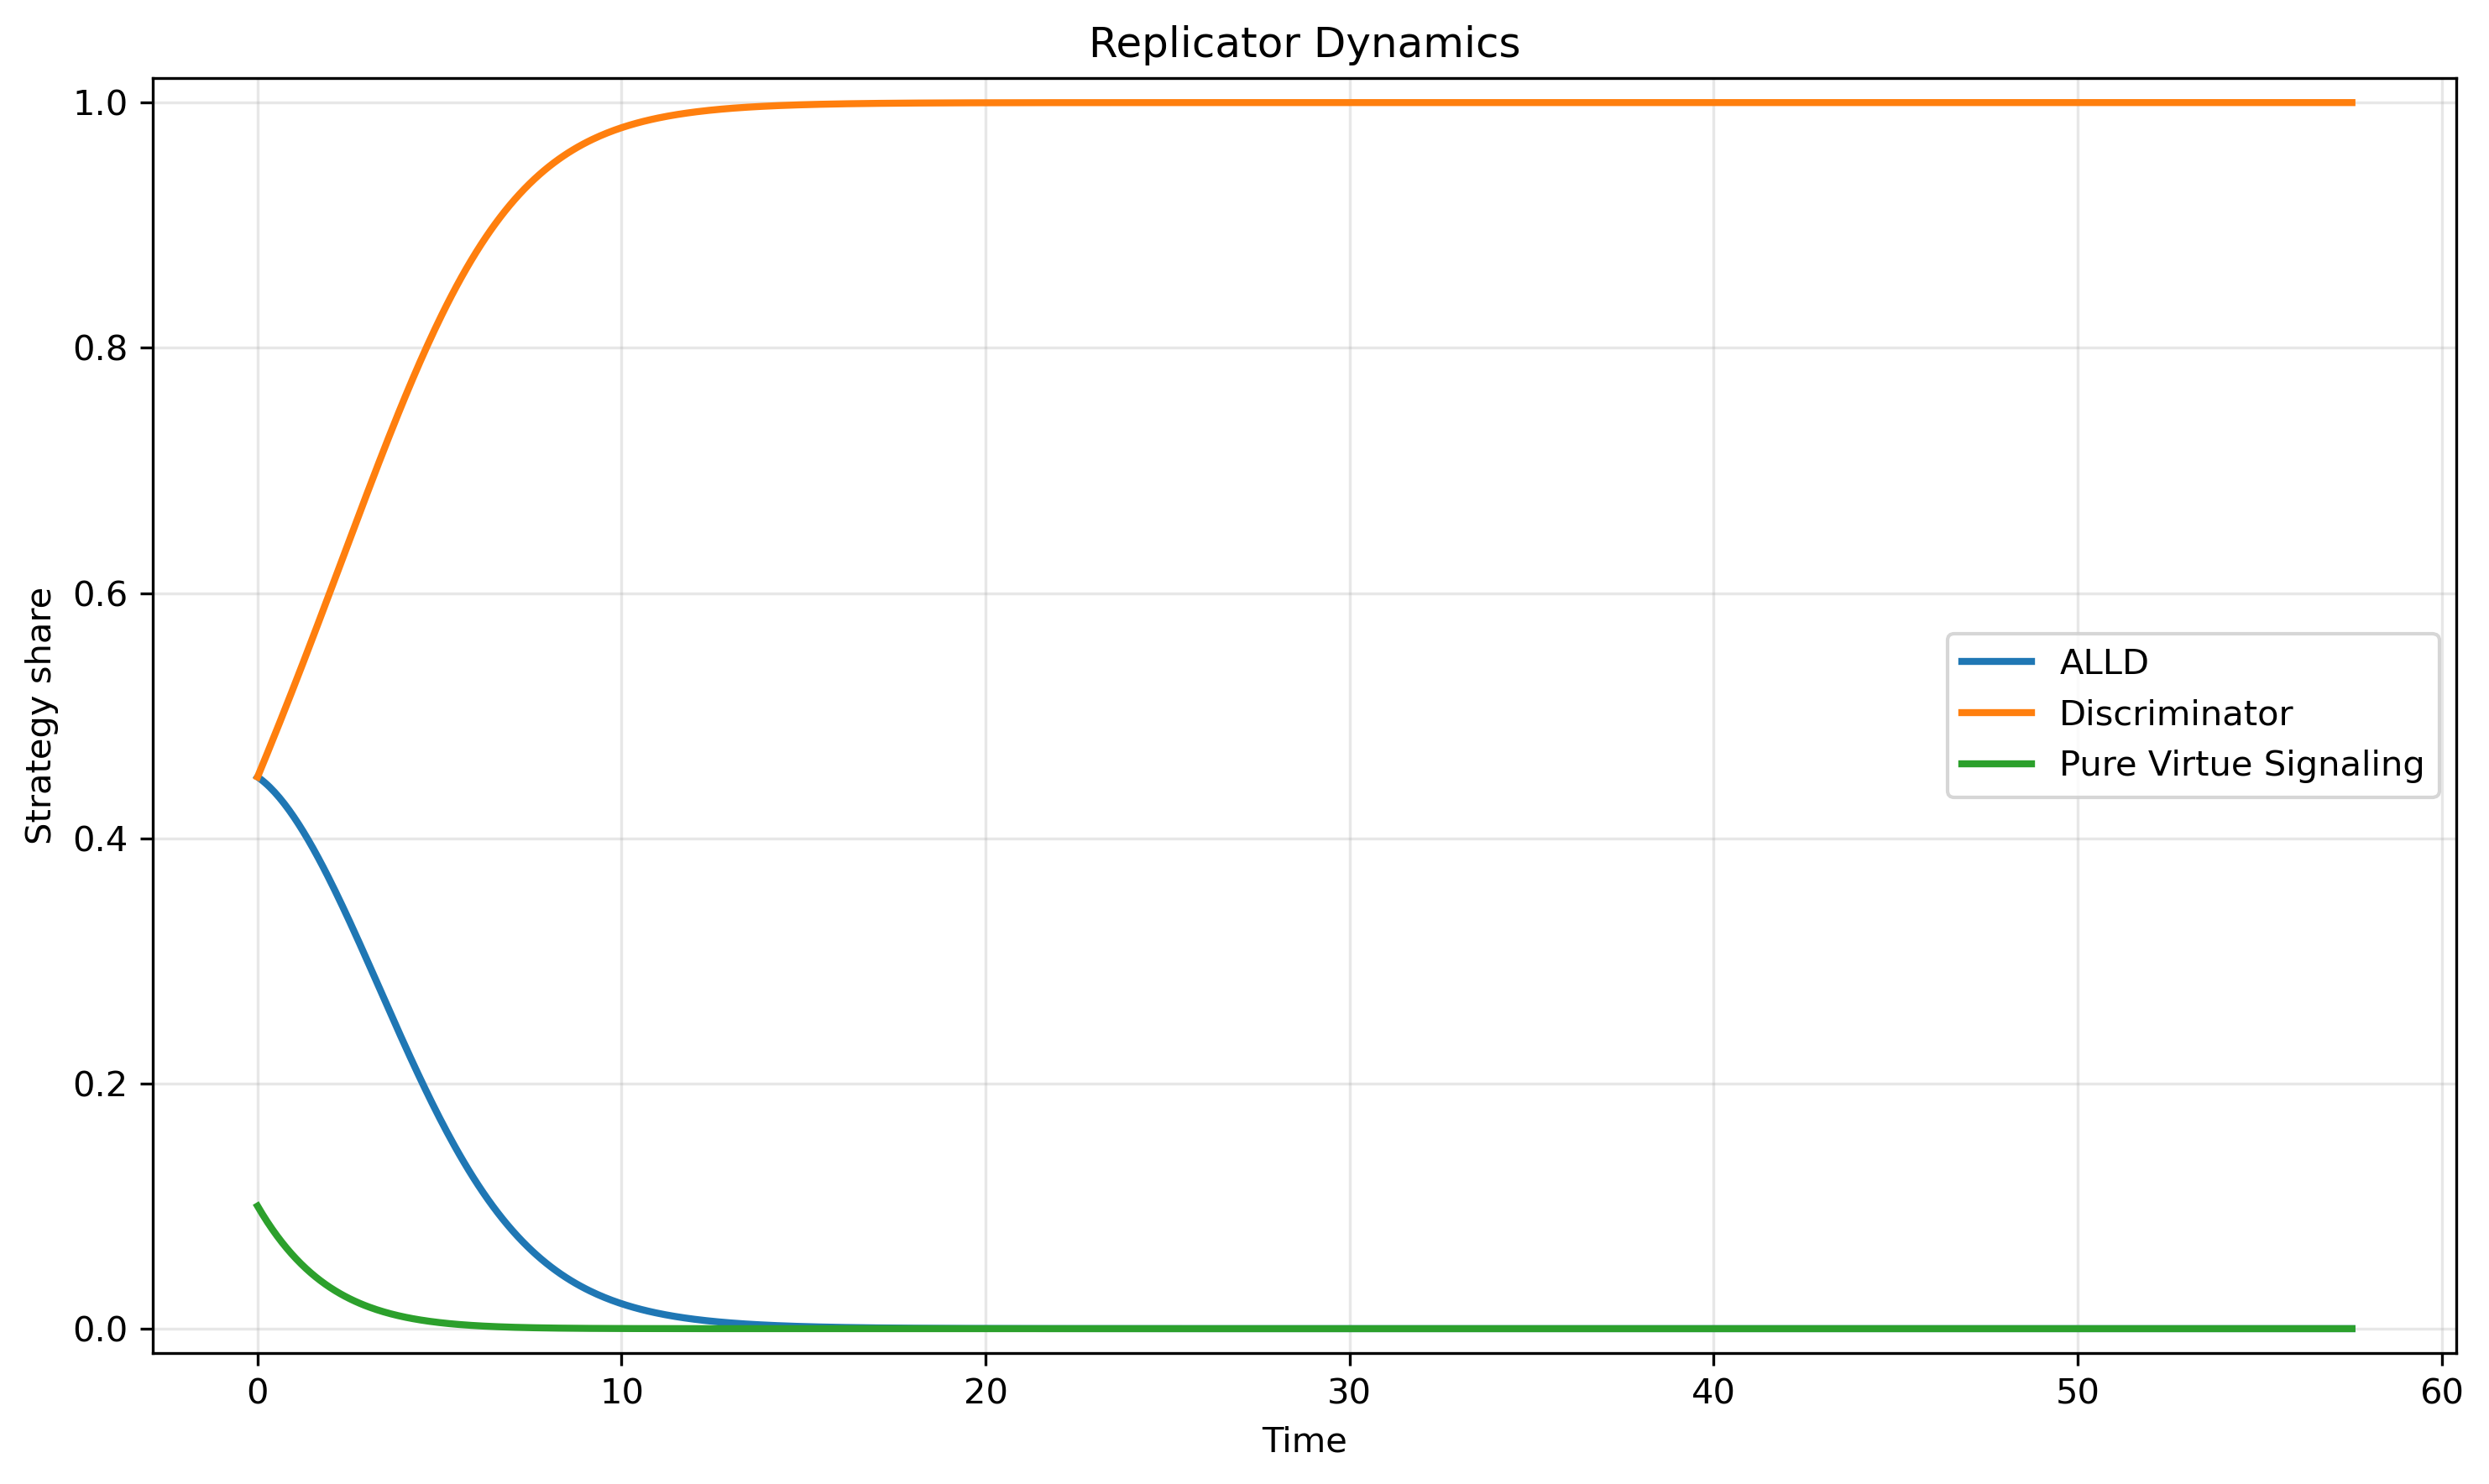 Replicator Dynamics
Strategy share
1.0
0.8
0.6
0.4
0.2
0.0
ALLD
Discriminator
Pure Virtue Signaling
0 10 20 30 40 50 60
Time